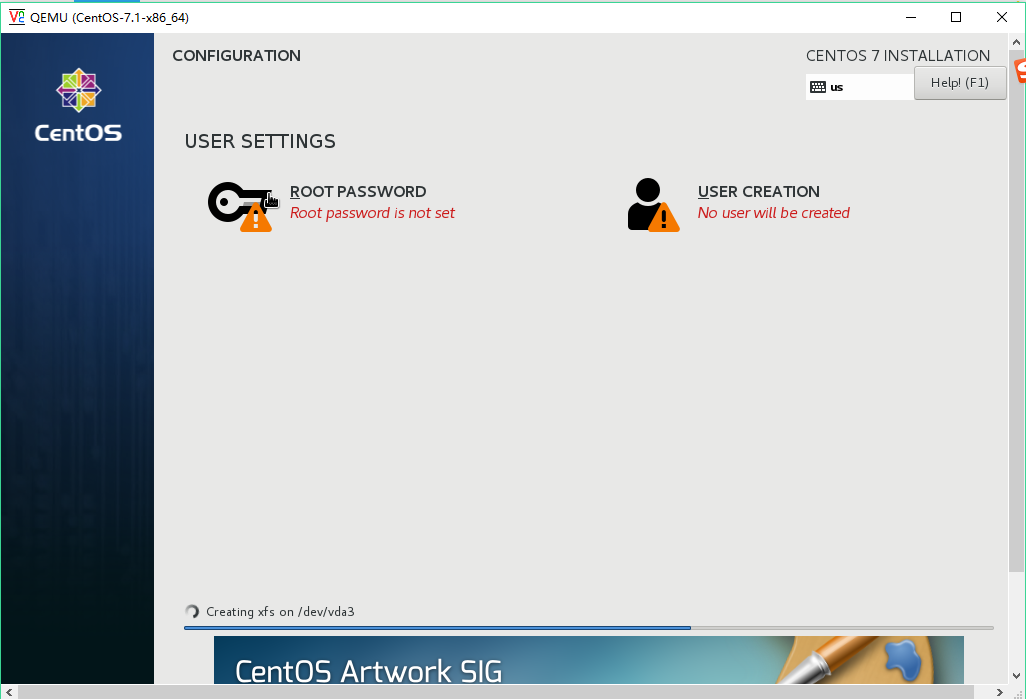 QEMU (CentOS-7.1-x86_64)
CentOS
CONFIGURATION
CENTOS 7 INSTALLATION
us
Help! (F1)
USER SETTINGS
ROOT PASSWORD
Root password is not set
USER CREATION
No user will be created
Creating xfs on /dev/vda3
CentOS Artwork SIG